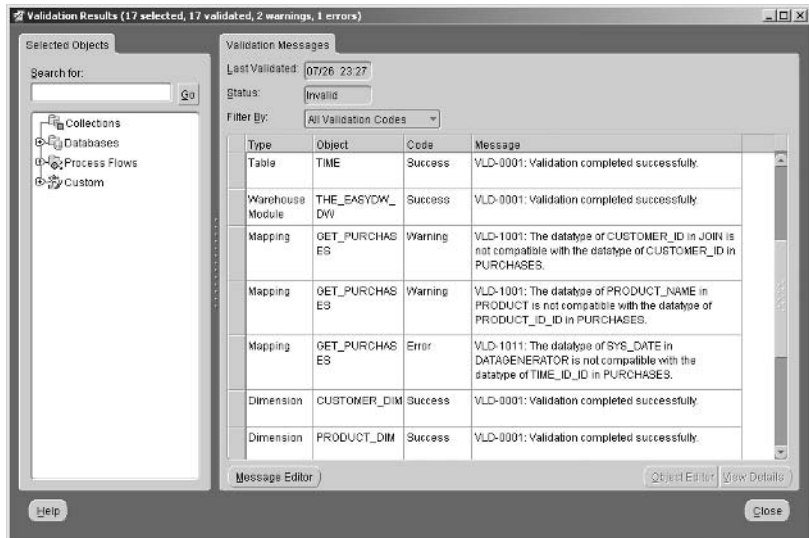 Validation Results (17 selected, 17 validated, 2 warnings, 1 errors)
Selected Objects
Search for:
Go
Collections
Databases
Process Flows
Custom
Validation Messages
Last Validated: 07/26 23:27
Status: Invalid
Filter By: All Validation Codes
Type Object Code Message
Table TIME Success VLD-0001: Validation completed successfully.
Warehouse THE_EASYDW_ Success VLD-0001: Validation completed successfully.
Module DW
Mapping GET_PURCHAS Warning VLD-1001: The datatype of CUSTOMER_ID in JOIN is
ES not compatible with the datatype of CUSTOMER_ID in
PURCHASES.
Mapping GET_PURCHAS Warning VLD-1001: The datatype of PRODUCT_NAME in
ES PRODUCT is not compatible with the datatype of
PRODUCT_ID_ID in PURCHASES.
Mapping GET_PURCHAS Error VLD-1011: The datatype of SYS_DATE in
ES DATAGENERATOR is not compatible with the
datatype of TIME_ID_ID in PURCHASES.
Dimension CUSTOMER_DIM Success VLD-0001: Validation completed successfully.
Dimension PRODUCT_DIM Success VLD-0001: Validation completed successfully.
Message Editor
Object Editor View Details
Help
Close